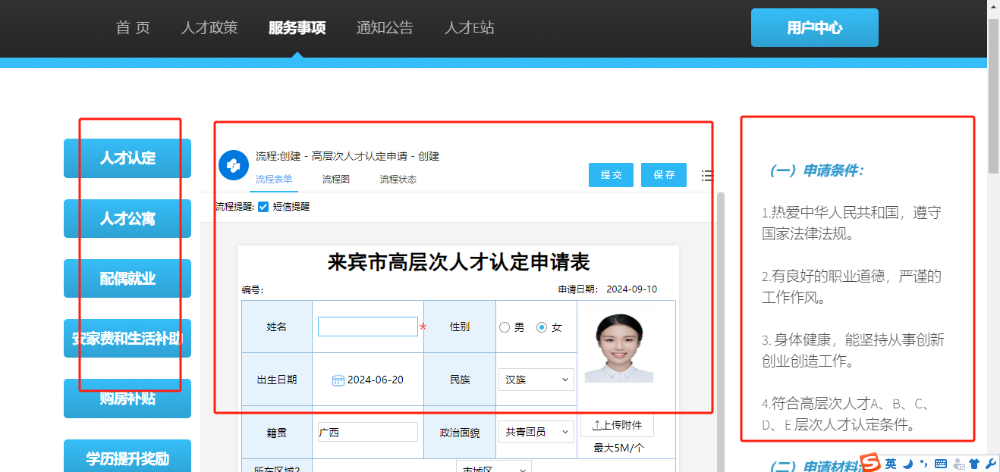 首 页 人才政策 服务事项 通知公告 人才E站 用户中心
人才认定
人才公寓
配偶就业
安家费和生活补助
购房补贴
学历提升奖励
流程:创建 - 高层次人才认定申请 - 创建
流程表单 流程图 流程状态
提 交 保 存
流程提醒: 短信提醒
来宾市高层次人才认定申请表
编号: 申请日期: 2024-09-10
姓名 * 性别 男 女
出生日期 2024-06-20 民族 汉族
籍贯 广西 政治面貌 共青团员 上传附件
最大5M/个
所在区域? 市城区
（一）申请条件：
1.热爱中华人民共和国，遵守
国家法律法规。
2.有良好的职业道德，严谨的
工作作风。
3. 身体健康，能坚持从事创新
创业创造工作。
4.符合高层次人才A、B、C、
D、E 层次人才认定条件。
（二）申请材料:
S 英